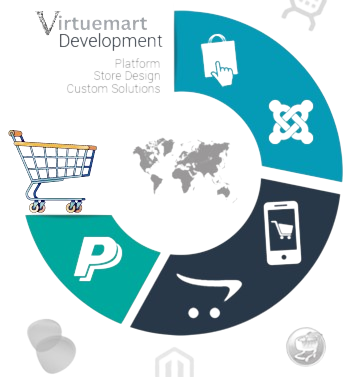 Virtuemart
Development
Platform
Store Design
Custom Solutions